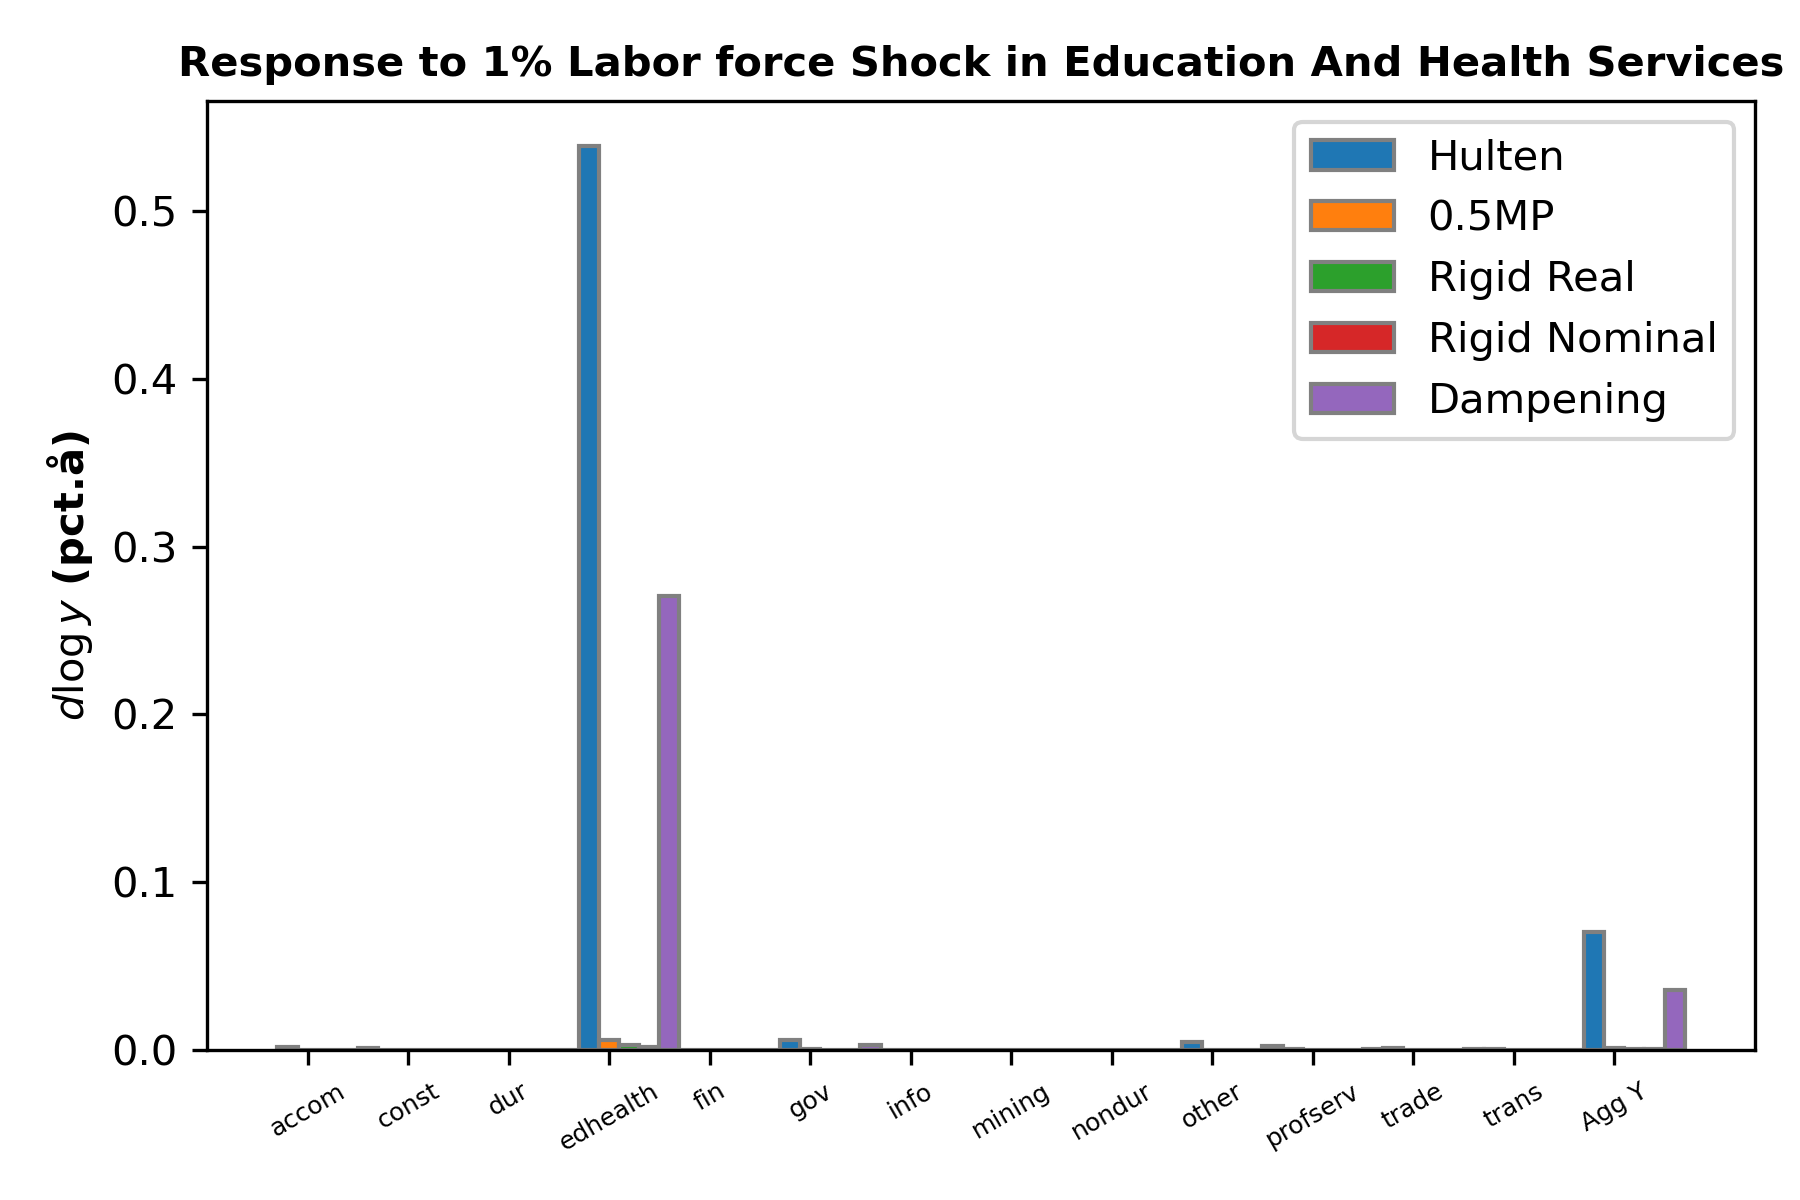 Response to 1% Labor force Shock in Education And Health Services
Hulten
0.5MP
Rigid Real
Rigid Nominal
Dampening
dlog y (pct.å)
0.5
0.4
0.3
0.2
0.1
0.0
accom
const
dur
edhealth
fin
gov
info
mining
nondur
other
profserv
trade
trans
Agg Y